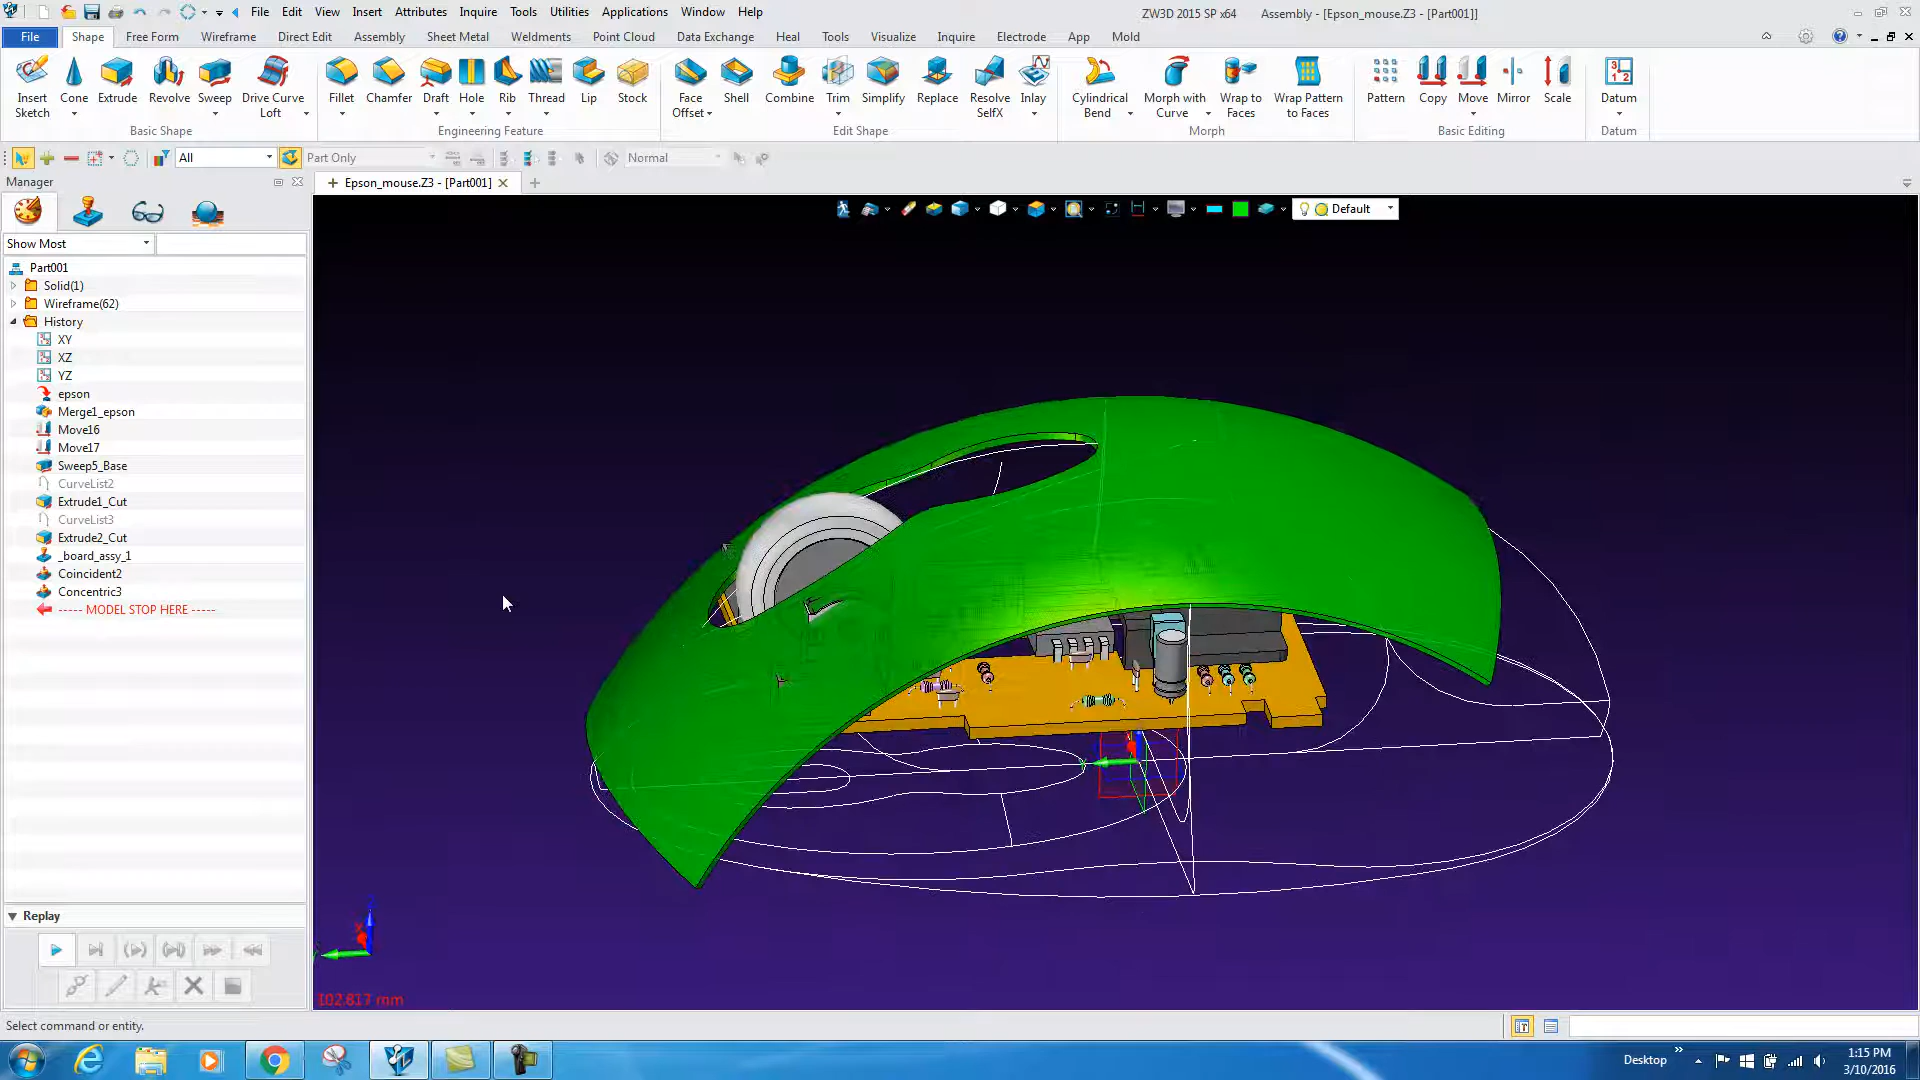 File Edit View Insert Attributes Inquire Tools Utilities Applications Window Help
ZW3D 2015 SP x64 Assembly - [Epson_mouse.Z3 - [Part001]]
File Shape Free Form Wireframe Direct Edit Assembly Sheet Metal Weldments Point Cloud Data Exchange Heal Tools Visualize Inquire Electrode App Mold
Insert Sketch
Cone
Extrude
Revolve
Sweep
Drive Curve Loft
Fillet
Chamfer
Draft
Hole
Rib
Thread
Lip
Stock
Face Offset
Shell
Combine
Trim
Simplify
Replace
Resolve SelfX
Inlay
Cylindrical Bend
Morph with Curve
Wrap to Faces
Wrap Pattern to Faces
Pattern
Copy
Move
Mirror
Scale
Datum
Basic Shape
Engineering Feature
Edit Shape
Morph
Basic Editing
Datum
All
Part Only
Normal
Manager
Epson_mouse.Z3 - [Part001]
Default
Show Most
Part001
Solid(1)
Wireframe(62)
History
XY
XZ
YZ
epson
Merge1_epson
Move16
Move17
Sweep5_Base
CurveList2
Extrude1_Cut
CurveList3
Extrude2_Cut
_board_assy_1
Coincident2
Concentric3
----- MODEL STOP HERE -----
Replay
102.817 mm
Select command or entity.
Desktop
1:15 PM
3/10/2016